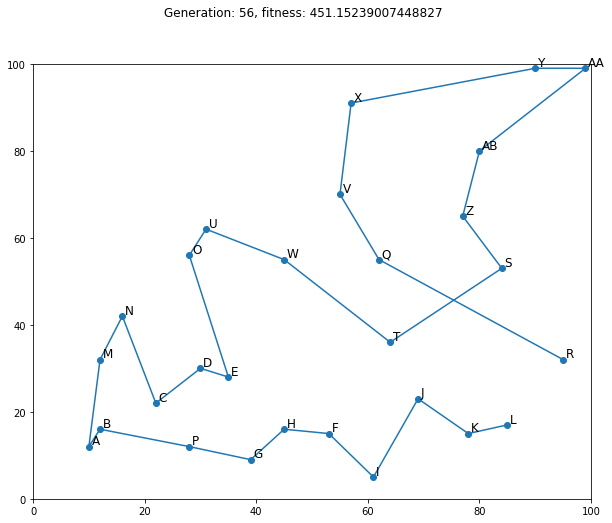 Generation: 56, fitness: 451.15239007448827
100
Y
AA
X
AB
80
V
Z
U
60
O
W
Q
S
N
40
T
M
R
D
E
J
C
20
B
H
F
K
L
A
P
G
I
0
0
20
40
60
80
100